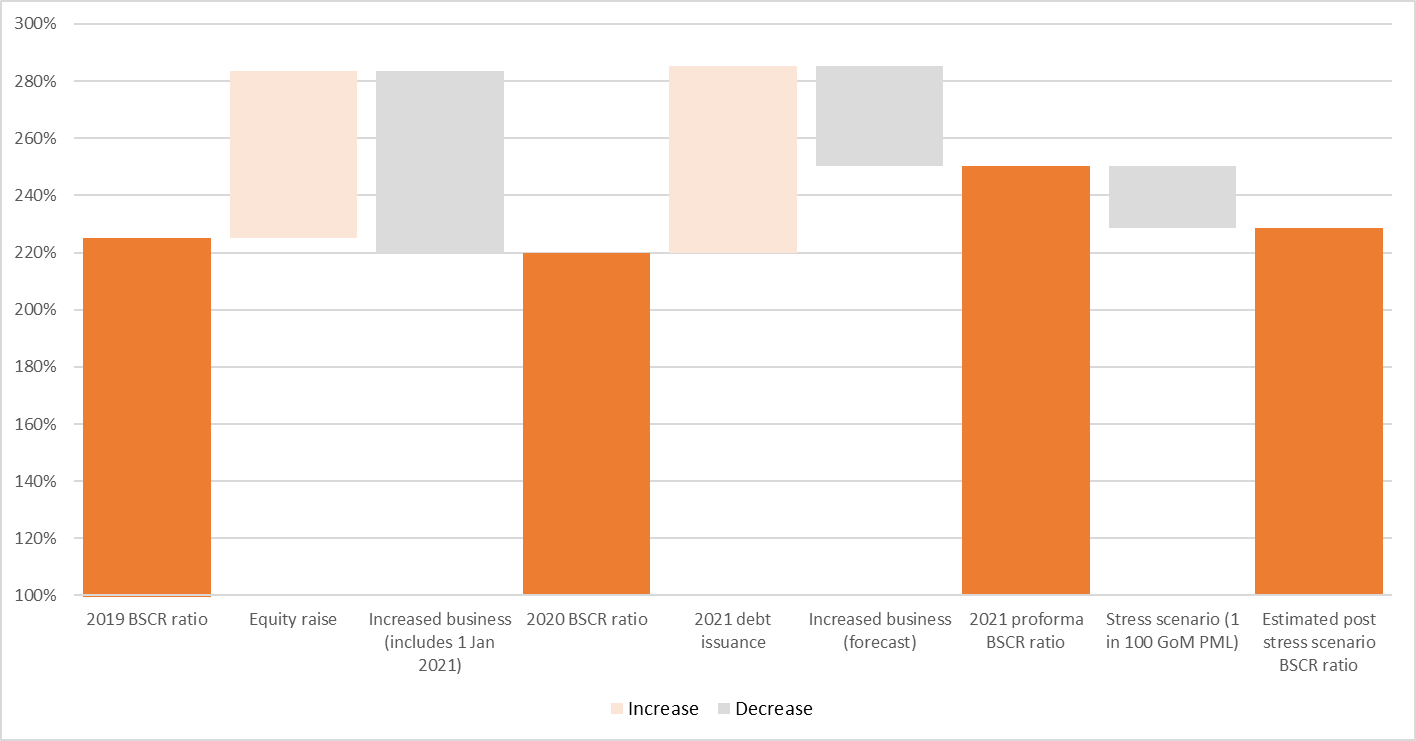 300%
280%
260%
240%
220%
200%
180%
160%
140%
120%
100%
2019 BSCR ratio
Equity raise
Increased business
(includes 1 Jan
2021)
2020 BSCR ratio
2021 debt
issuance
Increased business
(forecast)
2021 proforma
BSCR ratio
Stress scenario (1
in 100 GoM PML)
Estimated post
stress scenario
BSCR ratio
Increase
Decrease